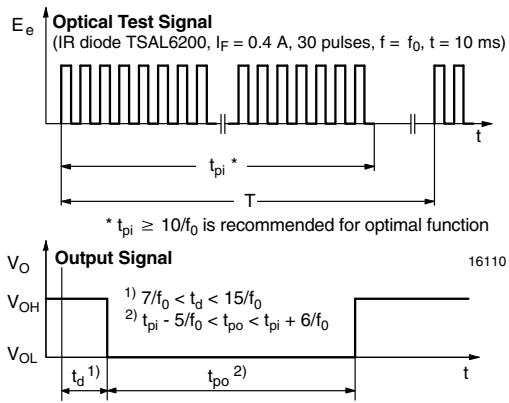 E_e
Optical Test Signal
(IR diode TSAL6200, I_F = 0.4 A, 30 pulses, f = f_0, t = 10 ms)
t
t_pi *
T
* t_pi ≥ 10/f_0 is recommended for optimal function
V_O
Output Signal
16110
V_OH
1) 7/f_0 < t_d < 15/f_0
2) t_pi - 5/f_0 < t_po < t_pi + 6/f_0
V_OL
t
t_d 1)
t_po 2)